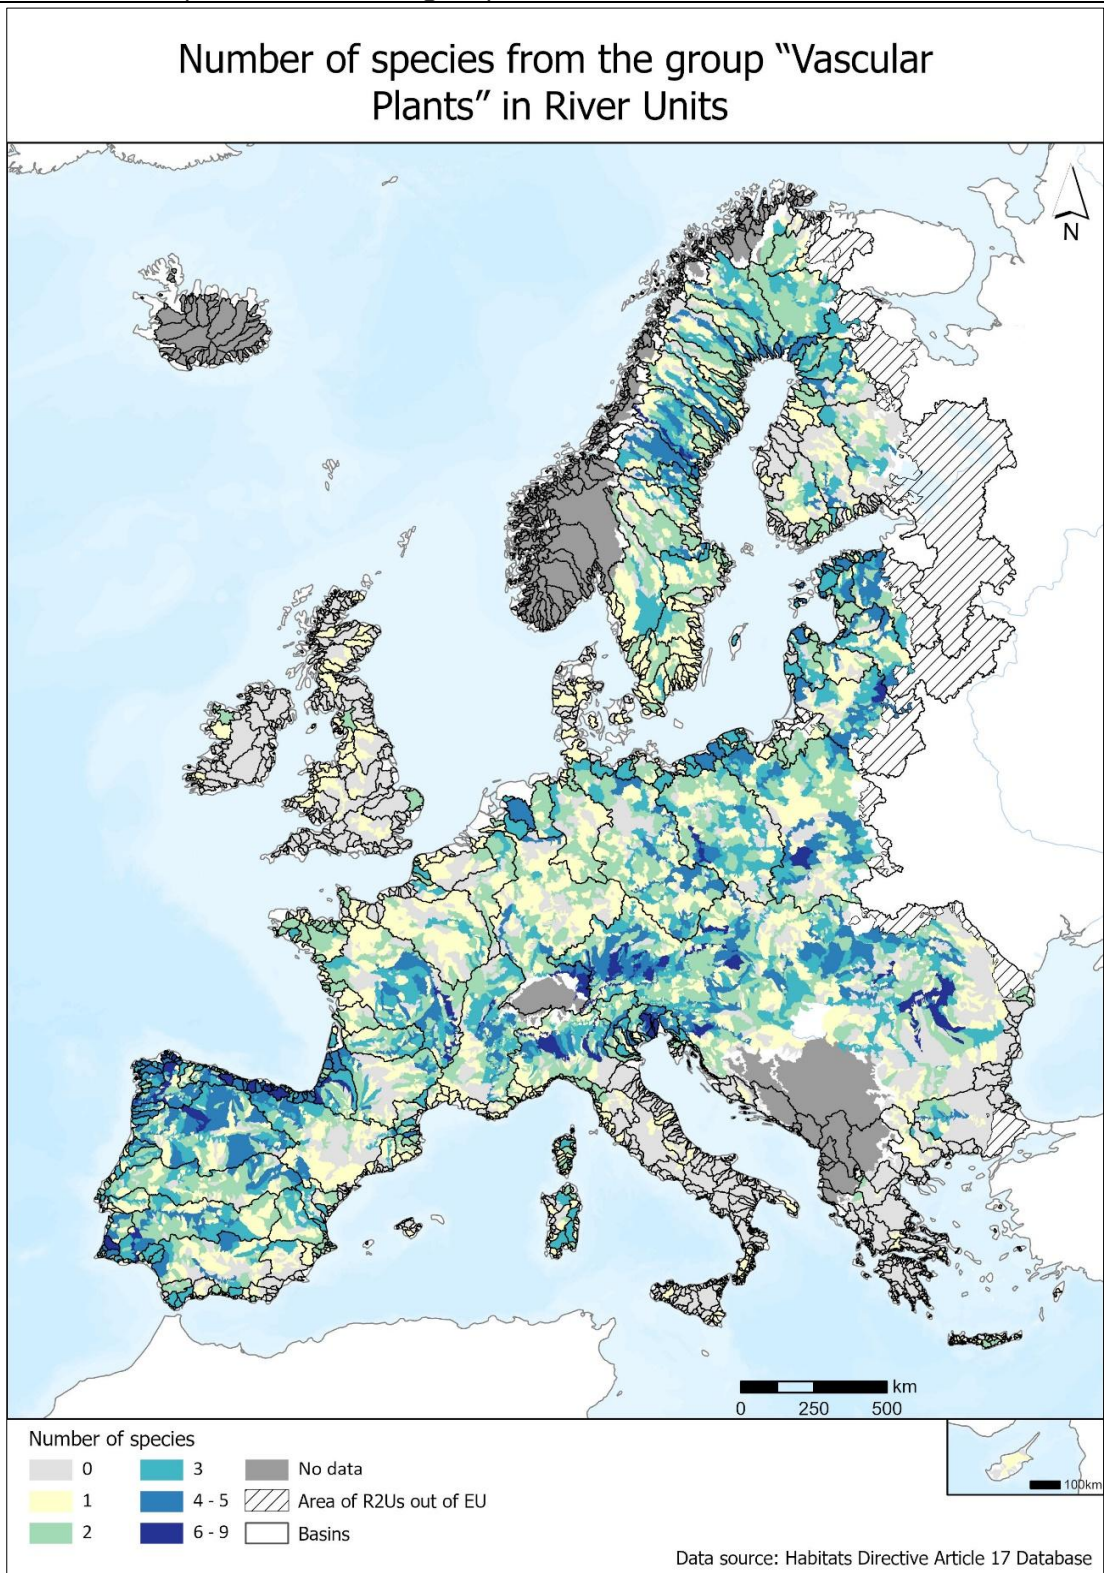 Number of species from the group “Vascular
Plants” in River Units
N
km
0 250 500
Number of species
0
1
2
3
4 - 5
6 - 9
No data
Area of R2Us out of EU
Basins
100km
Data source: Habitats Directive Article 17 Database